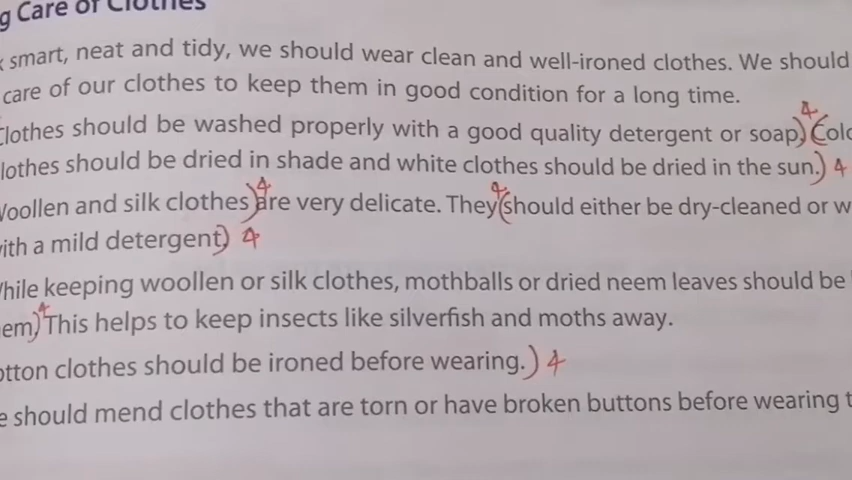 Care of Clothes
smart, neat and tidy, we should wear clean and well-ironed clothes. We should
care of our clothes to keep them in good condition for a long time.
4
Clothes should be washed properly with a good quality detergent or soap.) (Colo
lothes should be dried in shade and white clothes should be dried in the sun.) 4
4 4
Woollen and silk clothes) are very delicate. They (should either be dry-cleaned or w
with a mild detergent) 4
While keeping woollen or silk clothes, mothballs or dried neem leaves should be
4
em) This helps to keep insects like silverfish and moths away.
otton clothes should be ironed before wearing.) 4
e should mend clothes that are torn or have broken buttons before wearing t